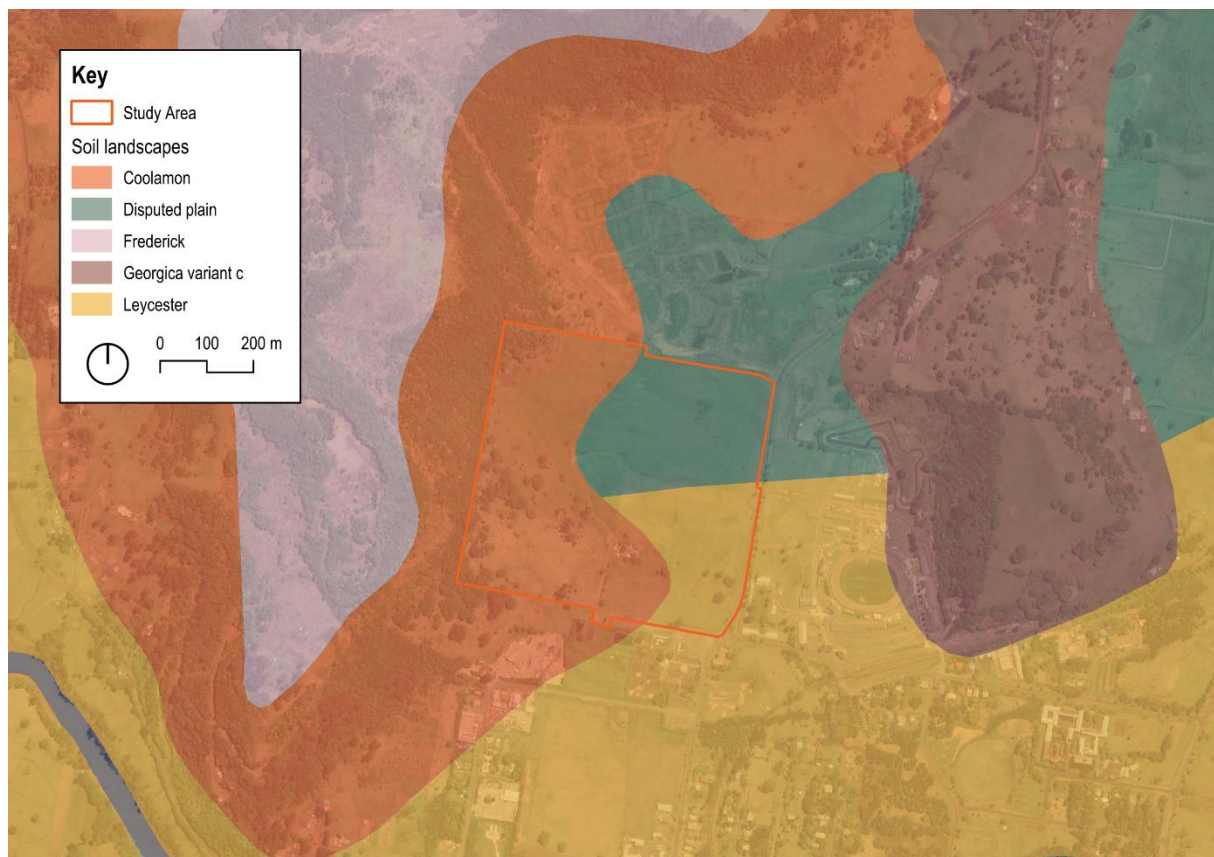 Key
Study Area
Soil landscapes
Coolamon
Disputed plain
Frederick
Georgica variant c
Leycester
0 100 200 m